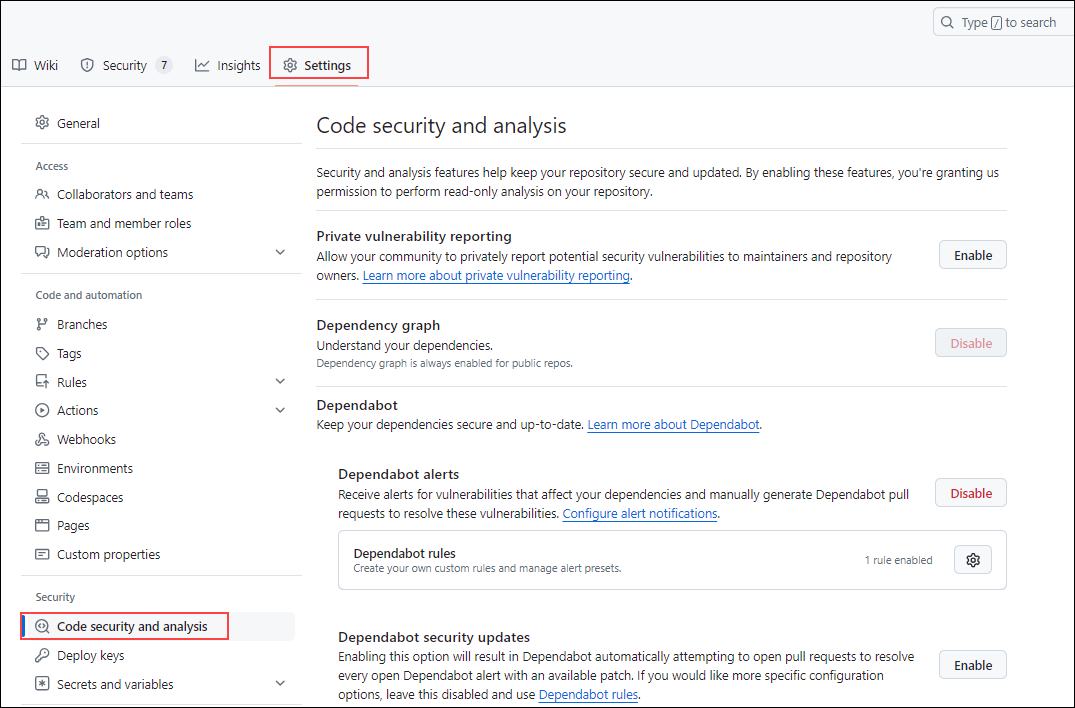 Type / to search
Wiki
Security 7
Insights
Settings
General
Access
Collaborators and teams
Team and member roles
Moderation options
Code and automation
Branches
Tags
Rules
Actions
Webhooks
Environments
Codespaces
Pages
Custom properties
Security
Code security and analysis
Deploy keys
Secrets and variables
Code security and analysis
Security and analysis features help keep your repository secure and updated. By enabling these features, you're granting us
permission to perform read-only analysis on your repository.
Private vulnerability reporting
Allow your community to privately report potential security vulnerabilities to maintainers and repository
owners. Learn more about private vulnerability reporting.
Enable
Dependency graph
Understand your dependencies.
Dependency graph is always enabled for public repos.
Disable
Dependabot
Keep your dependencies secure and up-to-date. Learn more about Dependabot.
Dependabot alerts
Receive alerts for vulnerabilities that affect your dependencies and manually generate Dependabot pull
requests to resolve these vulnerabilities. Configure alert notifications.
Disable
Dependabot rules
Create your own custom rules and manage alert presets.
1 rule enabled
Dependabot security updates
Enabling this option will result in Dependabot automatically attempting to open pull requests to resolve
every open Dependabot alert with an available patch. If you would like more specific configuration
options, leave this disabled and use Dependabot rules.
Enable